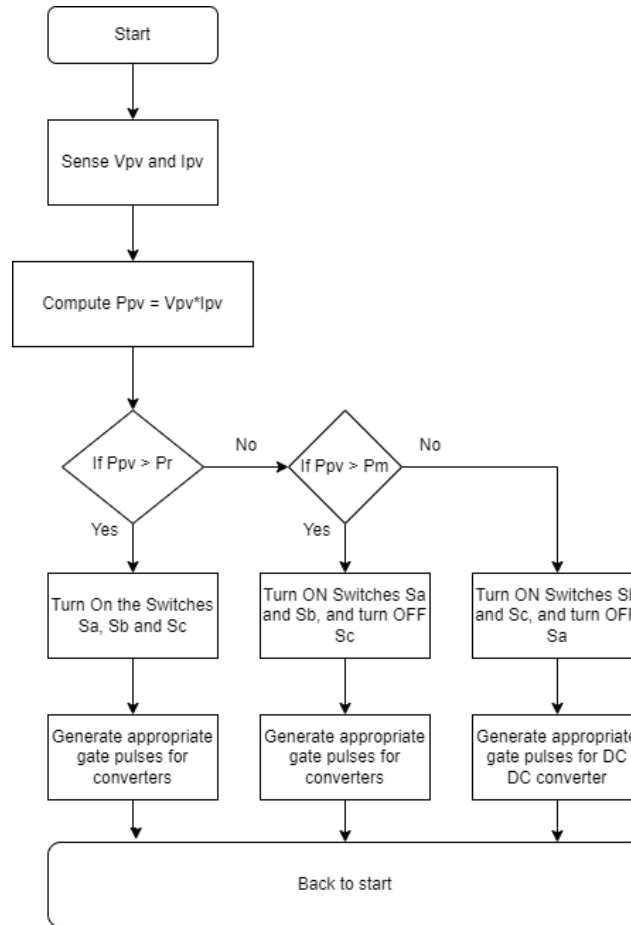 Start
Sense Vpv and Ipv
Compute Ppv = Vpv*Ipv
If Ppv > Pr
No
If Ppv > Pm
No
Yes
Yes
Turn On the Switches
Sa, Sb and Sc
Turn ON Switches Sa
and Sb, and turn OFF
Sc
Turn ON Switches Sb
and Sc, and turn OFF
Sa
Generate appropriate
gate pulses for
converters
Generate appropriate
gate pulses for
converters
Generate appropriate
gate pulses for DC
DC converter
Back to start